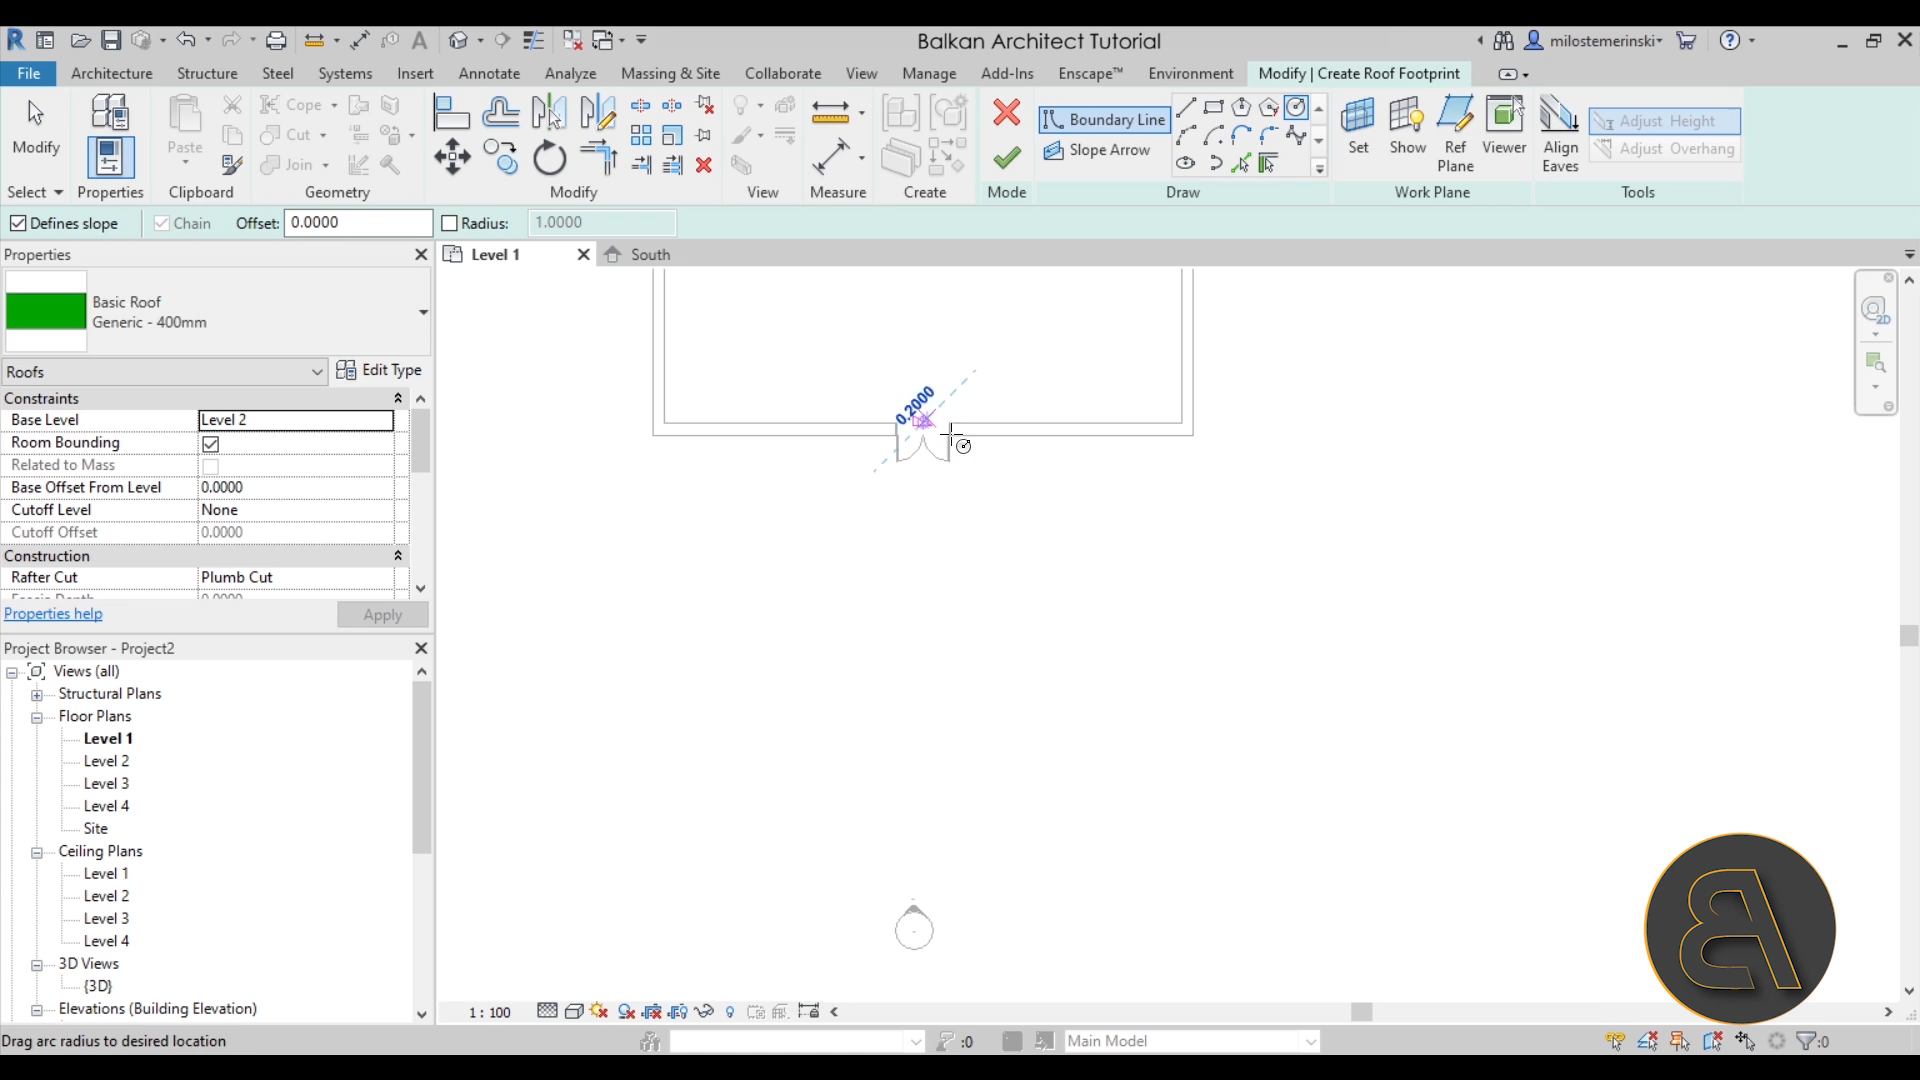 Balkan Architect Tutorial
milostemerinski
File Architecture Structure Steel Systems Insert Annotate Analyze Massing & Site Collaborate View Manage Add-Ins Enscape™ Environment Modify | Create Roof Footprint
Modify
Paste
Cope
Cut
Join
Boundary Line
Slope Arrow
Set Show Ref Plane Viewer
Align Eaves
Adjust Height
Adjust Overhang
Select Properties Clipboard Geometry Modify View Measure Create Mode Draw Work Plane Tools
Defines slope Chain Offset: 0.0000 Radius: 1.0000
Properties
Level 1 South
Basic Roof
Generic - 400mm
Roofs Edit Type
Constraints
Base Level Level 2
Room Bounding
Related to Mass
Base Offset From Level 0.0000
Cutoff Level None
Cutoff Offset 0.0000
Construction
Rafter Cut Plumb Cut
Properties help Apply
0.2000
2D
Project Browser - Project2
Views (all)
Structural Plans
Floor Plans
Level 1
Level 2
Level 3
Level 4
Site
Ceiling Plans
Level 1
Level 2
Level 3
Level 4
3D Views
{3D}
Elevations (Building Elevation)
1 : 100
Drag arc radius to desired location :0 Main Model :0